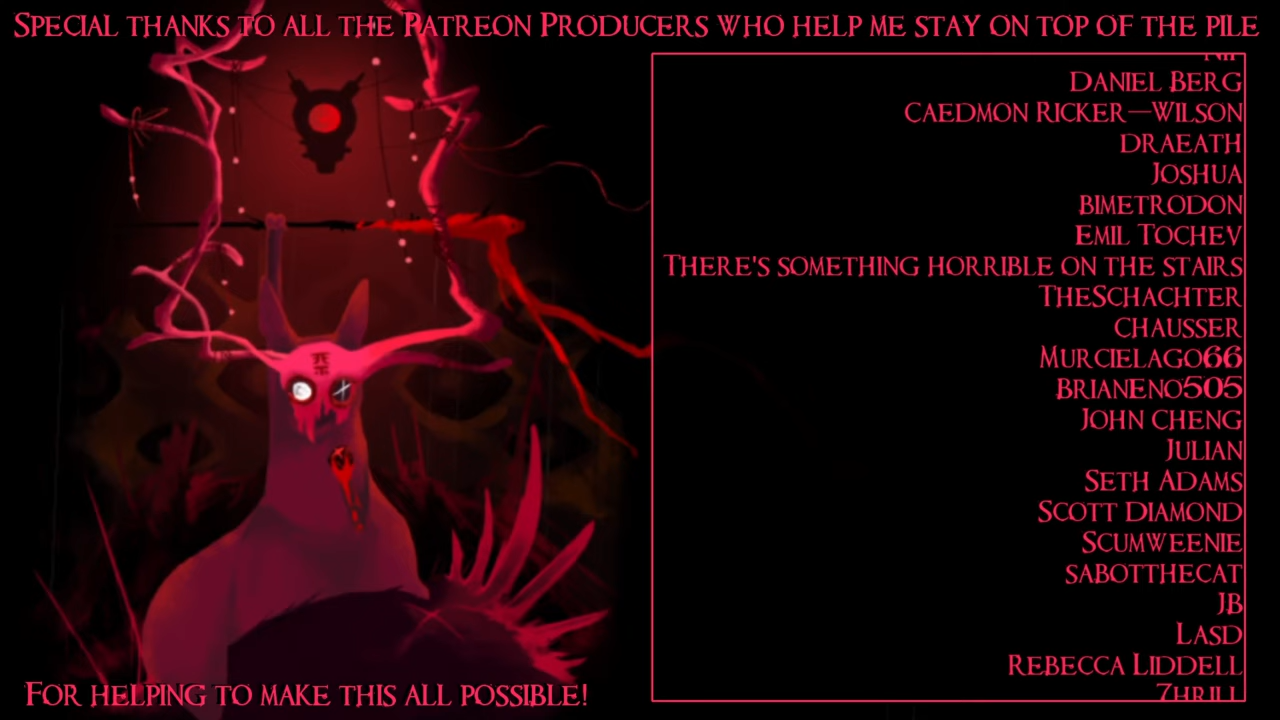 Special thanks to all the Patreon Producers who help me stay on top of the pile
Daniel Berg
caedmon Ricker-Wilson
draeath
Joshua
bimetrodon
emil Tochev
There's something horrible on the stairs
TheSchachter
chausser
Murcielago66
Brianeno505
John cheng
Julian
Seth Adams
Scott Diamond
Scumweenie
sabotthecat
JB
Lasd
Rebecca Liddell
7hrill
For helping to make this all possible!